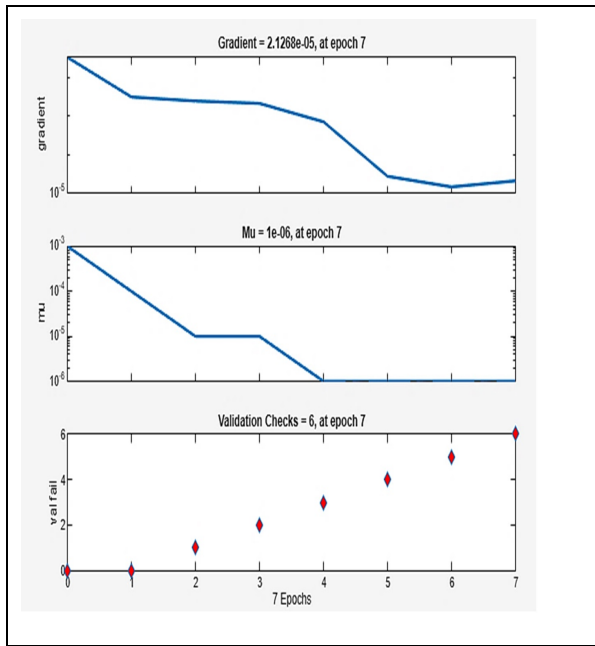 Gradient = 2.1268e-05, at epoch 7
gradient
10-5
Mu = 1e-06, at epoch 7
mu
10-3
10-4
10-5
10-6
Validation Checks = 6, at epoch 7
val fail
6
4
2
0
0 1 2 3 4 5 6 7
7 Epochs